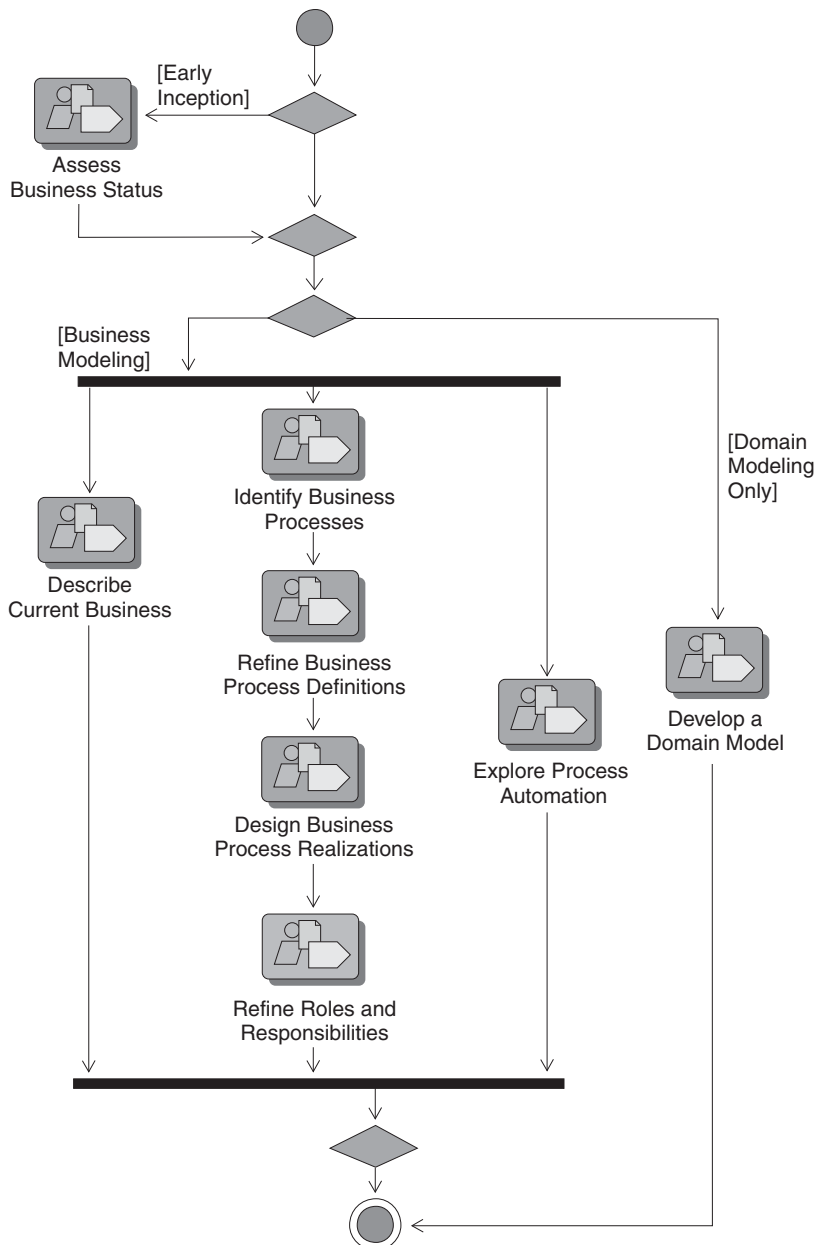 [Early
Inception]
Assess
Business Status
[Business
Modeling]
[Domain
Modeling
Only]
Identify Business
Processes
Describe
Current Business
Refine Business
Process Definitions
Develop a
Domain Model
Explore Process
Automation
Design Business
Process Realizations
Refine Roles and
Responsibilities